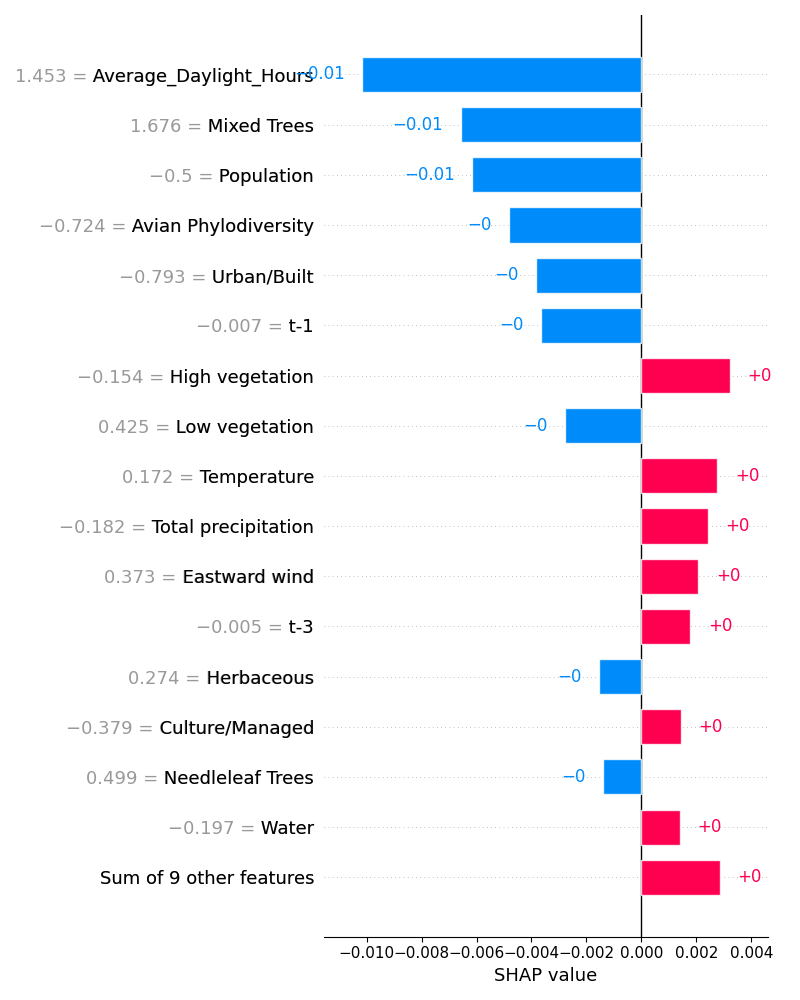 1.453 = Average_Daylight_Hours −0.01
1.676 = Mixed Trees −0.01
−0.5 = Population −0.01
−0.724 = Avian Phylodiversity −0
−0.793 = Urban/Built −0
−0.007 = t-1 −0
−0.154 = High vegetation +0
0.425 = Low vegetation −0
0.172 = Temperature +0
−0.182 = Total precipitation +0
0.373 = Eastward wind +0
−0.005 = t-3 +0
0.274 = Herbaceous −0
−0.379 = Culture/Managed +0
0.499 = Needleleaf Trees −0
−0.197 = Water +0
Sum of 9 other features +0
−0.010 −0.008 −0.006 −0.004 −0.002 0.000 0.002 0.004
SHAP value